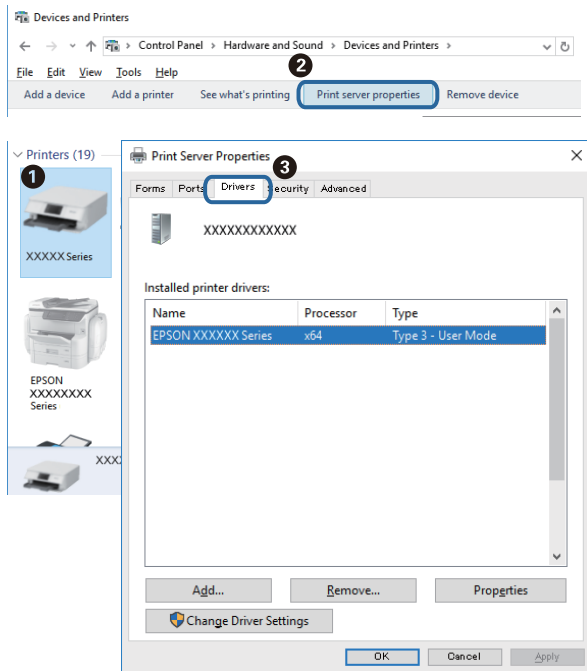 Devices and Printers
Control Panel > Hardware and Sound > Devices and Printers >
2
File Edit View Tools Help
Add a device Add a printer See what's printing Print server properties Remove device
Printers (19)
1
XXXXX Series
EPSON
XXXXXXXX
Series
XXX
Print Server Properties
3
Forms Ports Drivers Security Advanced
XXXXXXXXXXXX
Installed printer drivers:
Name Processor Type
EPSON XXXXXX Series x64 Type 3 - User Mode
Add... Remove... Properties
Change Driver Settings
OK Cancel Apply